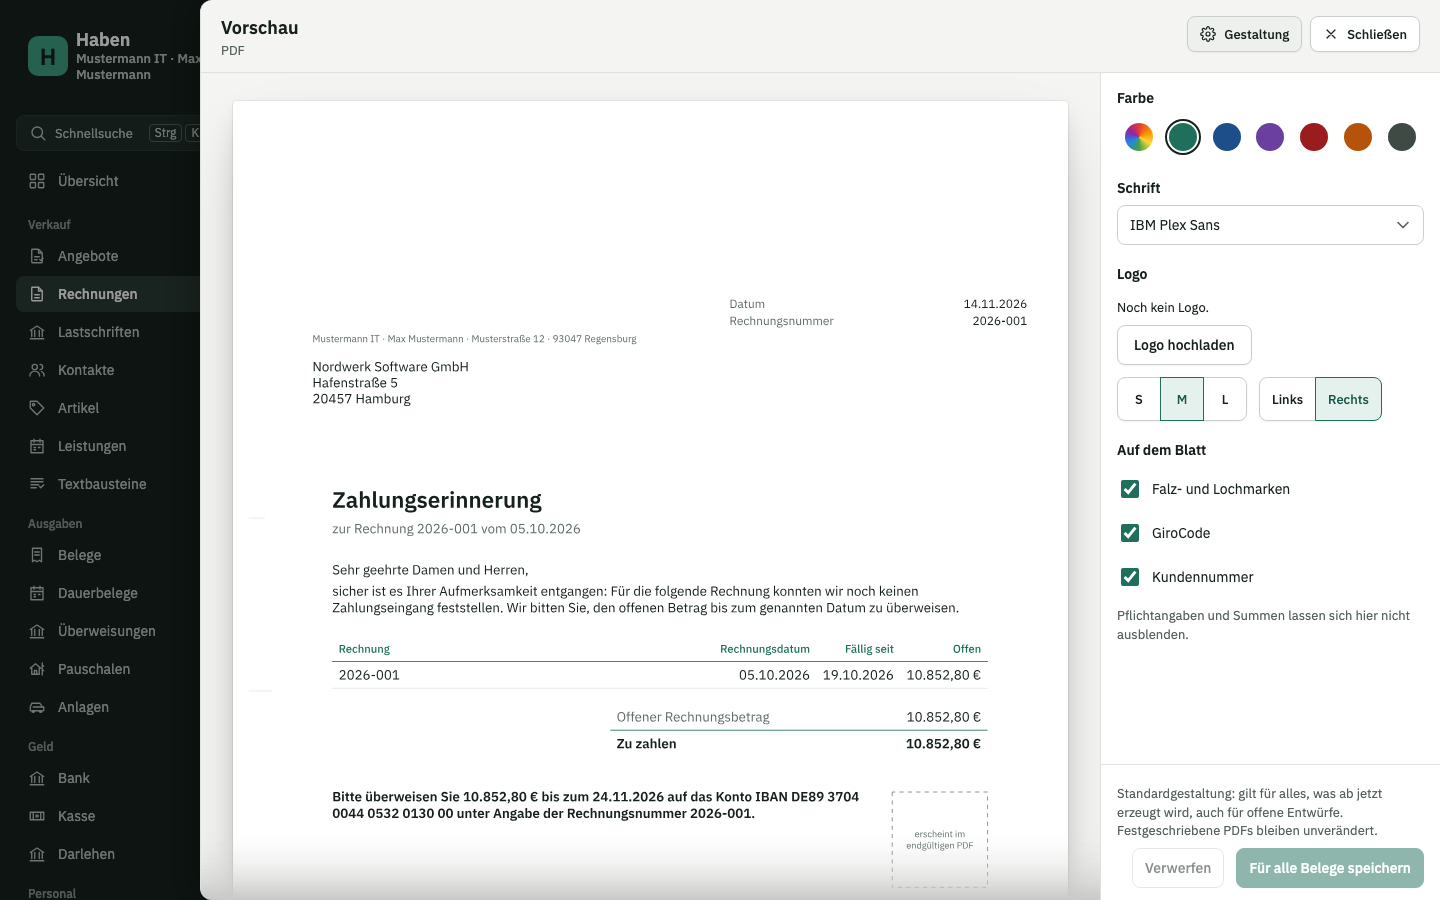 Haben
Mustermann IT · Max
Mustermann
Schnellsuche
Strg
K
Übersicht
Verkauf
Angebote
Rechnungen
Lastschriften
Kontakte
Artikel
Leistungen
Textbausteine
Ausgaben
Belege
Dauerbelege
Überweisungen
Pauschalen
Anlagen
Geld
Bank
Kasse
Darlehen
Personal
Vorschau
PDF
Gestaltung
Schließen
Datum 14.11.2026
Rechnungsnummer 2026-001
Mustermann IT · Max Mustermann · Musterstraße 12 · 93047 Regensburg
Nordwerk Software GmbH
Hafenstraße 5
20457 Hamburg
Zahlungserinnerung
zur Rechnung 2026-001 vom 05.10.2026
Sehr geehrte Damen und Herren,
sicher ist es Ihrer Aufmerksamkeit entgangen: Für die folgende Rechnung konnten wir noch keinen
Zahlungseingang feststellen. Wir bitten Sie, den offenen Betrag bis zum genannten Datum zu überweisen.
Rechnung Rechnungsdatum Fällig seit Offen
2026-001 05.10.2026 19.10.2026 10.852,80 €
Offener Rechnungsbetrag 10.852,80 €
Zu zahlen 10.852,80 €
Bitte überweisen Sie 10.852,80 € bis zum 24.11.2026 auf das Konto IBAN DE89 3704
0044 0532 0130 00 unter Angabe der Rechnungsnummer 2026-001.
erscheint im
endgültigen PDF
Farbe
Schrift
IBM Plex Sans
Logo
Noch kein Logo.
Logo hochladen
S M L Links Rechts
Auf dem Blatt
Falz- und Lochmarken
GiroCode
Kundennummer
Pflichtangaben und Summen lassen sich hier nicht
ausblenden.
Standardgestaltung: gilt für alles, was ab jetzt
erzeugt wird, auch für offene Entwürfe.
Festgeschriebene PDFs bleiben unverändert.
Verwerfen
Für alle Belege speichern